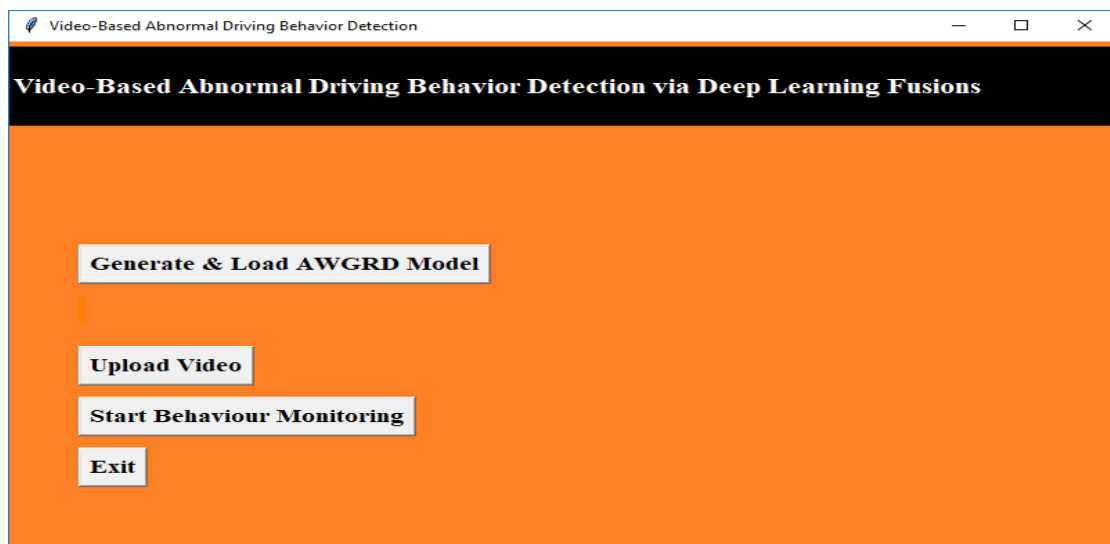 Video-Based Abnormal Driving Behavior Detection
Video-Based Abnormal Driving Behavior Detection via Deep Learning Fusions
Generate & Load AWGRD Model
Upload Video
Start Behaviour Monitoring
Exit